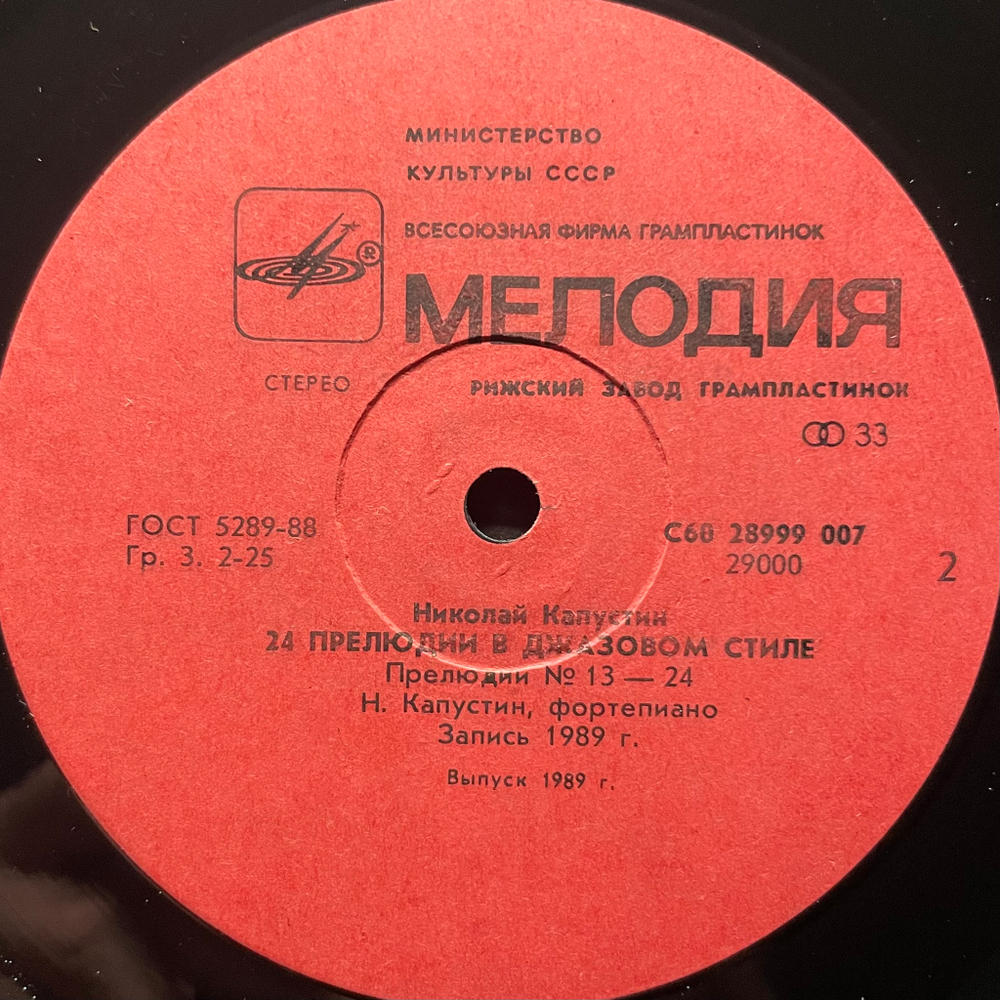 МИНИСТЕРСТВО
КУЛЬТУРЫ СССР
ВСЕСОЮЗНАЯ ФИРМА ГРАМПЛАСТИНОК
®
МЕЛОДИЯ
СТЕРЕО
РИЖСКИЙ ЗАВОД ГРАМПЛАСТИНОК
33
ГОСТ 5289-88
Гр. 3. 2-25
С60 28999 007
29000
2
Николай Капустин
24 ПРЕЛЮДИИ В ДЖАЗОВОМ СТИЛЕ
Прелюдии № 13 — 24
Н. Капустин, фортепиано
Запись 1989 г.
Выпуск 1989 г.